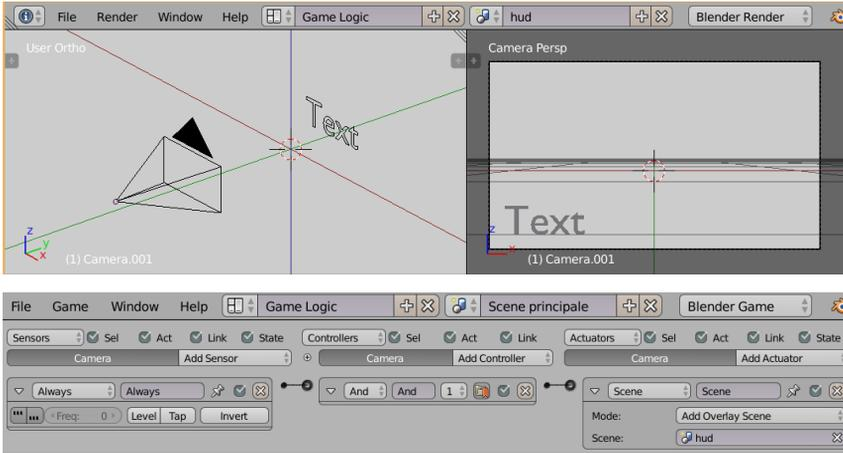 File Render Window Help Game Logic hud Blender Render
User Ortho
Camera Persp
Text
Text
z
y
x
(1) Camera.001
z
x
(1) Camera.001
File Game Window Help Game Logic Scene principale Blender Game
Sensors Sel Act Link State Controllers Sel Act Link Actuators Sel Act Link State
Camera Add Sensor Camera Add Controller Camera Add Actuator
Always Always And And 1 Scene Scene
Freq: 0 Level Tap Invert Mode: Add Overlay Scene
Scene: hud